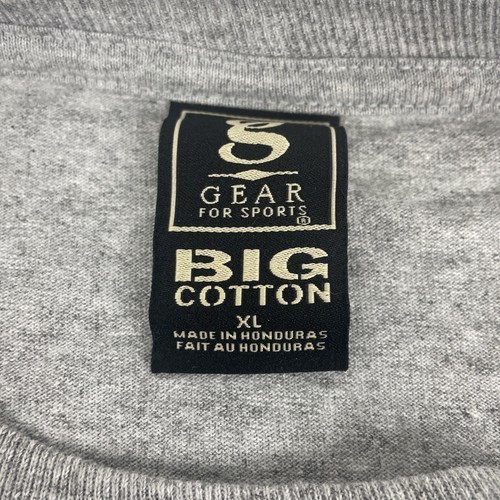 g
GEAR
FOR SPORTS®
BIG
COTTON
XL
MADE IN HONDURAS
FAIT AU HONDURAS